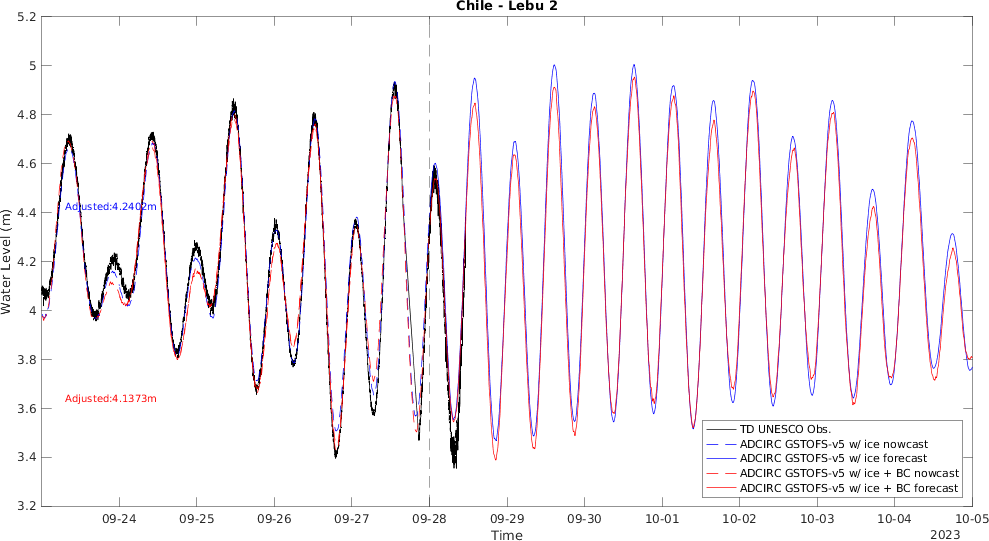 Chile - Lebu 2
5.2
5
4.8
4.6
4.4
4.2
4
3.8
3.6
3.4
3.2
Water Level (m)
Adjusted:4.2402m
Adjusted:4.1373m
TD UNESCO Obs.
ADCIRC GSTOFS-v5 w/ ice nowcast
ADCIRC GSTOFS-v5 w/ ice forecast
ADCIRC GSTOFS-v5 w/ ice + BC nowcast
ADCIRC GSTOFS-v5 w/ ice + BC forecast
09-24 09-25 09-26 09-27 09-28 09-29 09-30 10-01 10-02 10-03 10-04 10-05
Time
2023